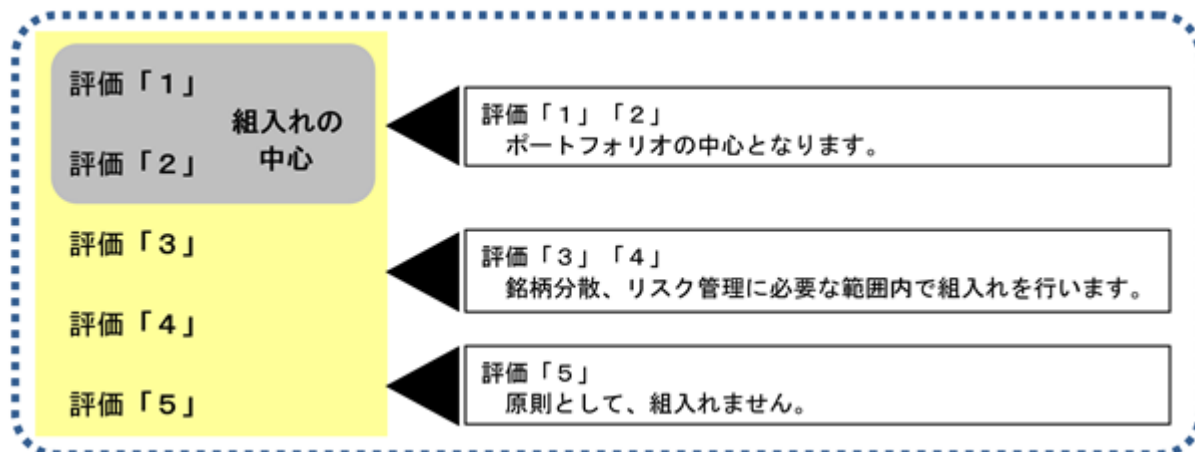 評価「１」
組入れの
中心
評価「２」
評価「３」
評価「４」
評価「５」
評価「１」「２」
ポートフォリオの中心となります。
評価「３」「４」
銘柄分散、リスク管理に必要な範囲内で組入れを行います。
評価「５」
原則として、組入れません。